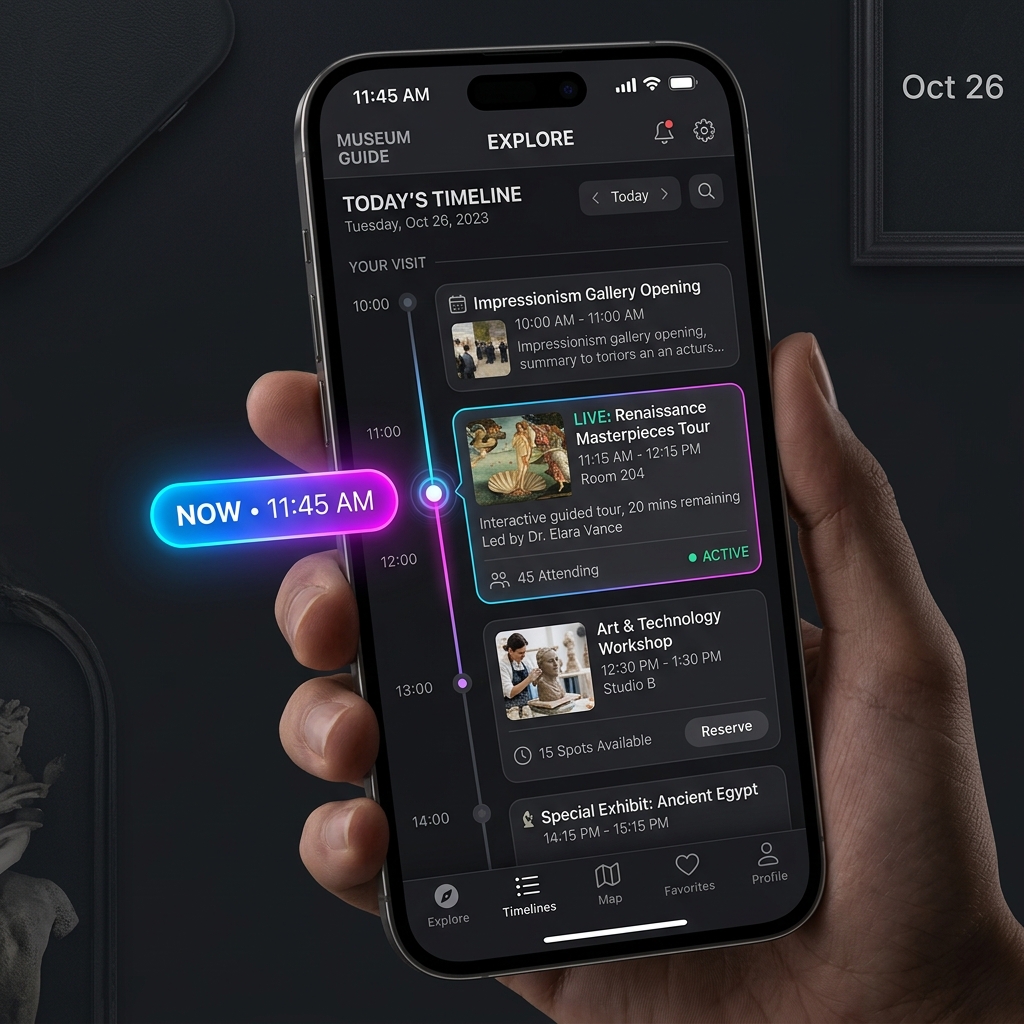 11:45 AM
Oct 26
MUSEUM
GUIDE
EXPLORE
TODAY'S TIMELINE
Tuesday, Oct 26, 2023
Today
YOUR VISIT
10:00
Impressionism Gallery Opening
10:00 AM - 11:00 AM
Impressionism gallery opening,
summary to toriors an an acturs...
11:00
LIVE: Renaissance
Masterpieces Tour
11:15 AM - 12:15 PM
Room 204
Interactive guided tour, 20 mins remaining
Led by Dr. Elara Vance
ACTIVE
45 Attending
NOW • 11:45 AM
12:00
Art & Technology
Workshop
12:30 PM - 1:30 PM
Studio B
13:00
15 Spots Available
Reserve
14:00
Special Exhibit: Ancient Egypt
14:15 PM - 15:15 PM
Explore
Timelines
Map
Favorites
Profile